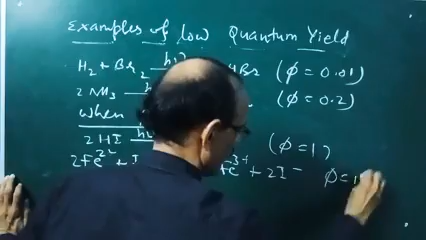 Examples of low Quantum Yield
H₂ + Br₂ hν HBr (ϕ = 0.01)
2NH₃ (ϕ = 0.2)
When
2HI hν (ϕ = 1)
2Fe²⁺ + I Fe³⁺ + 2I⁻ ϕ = 1